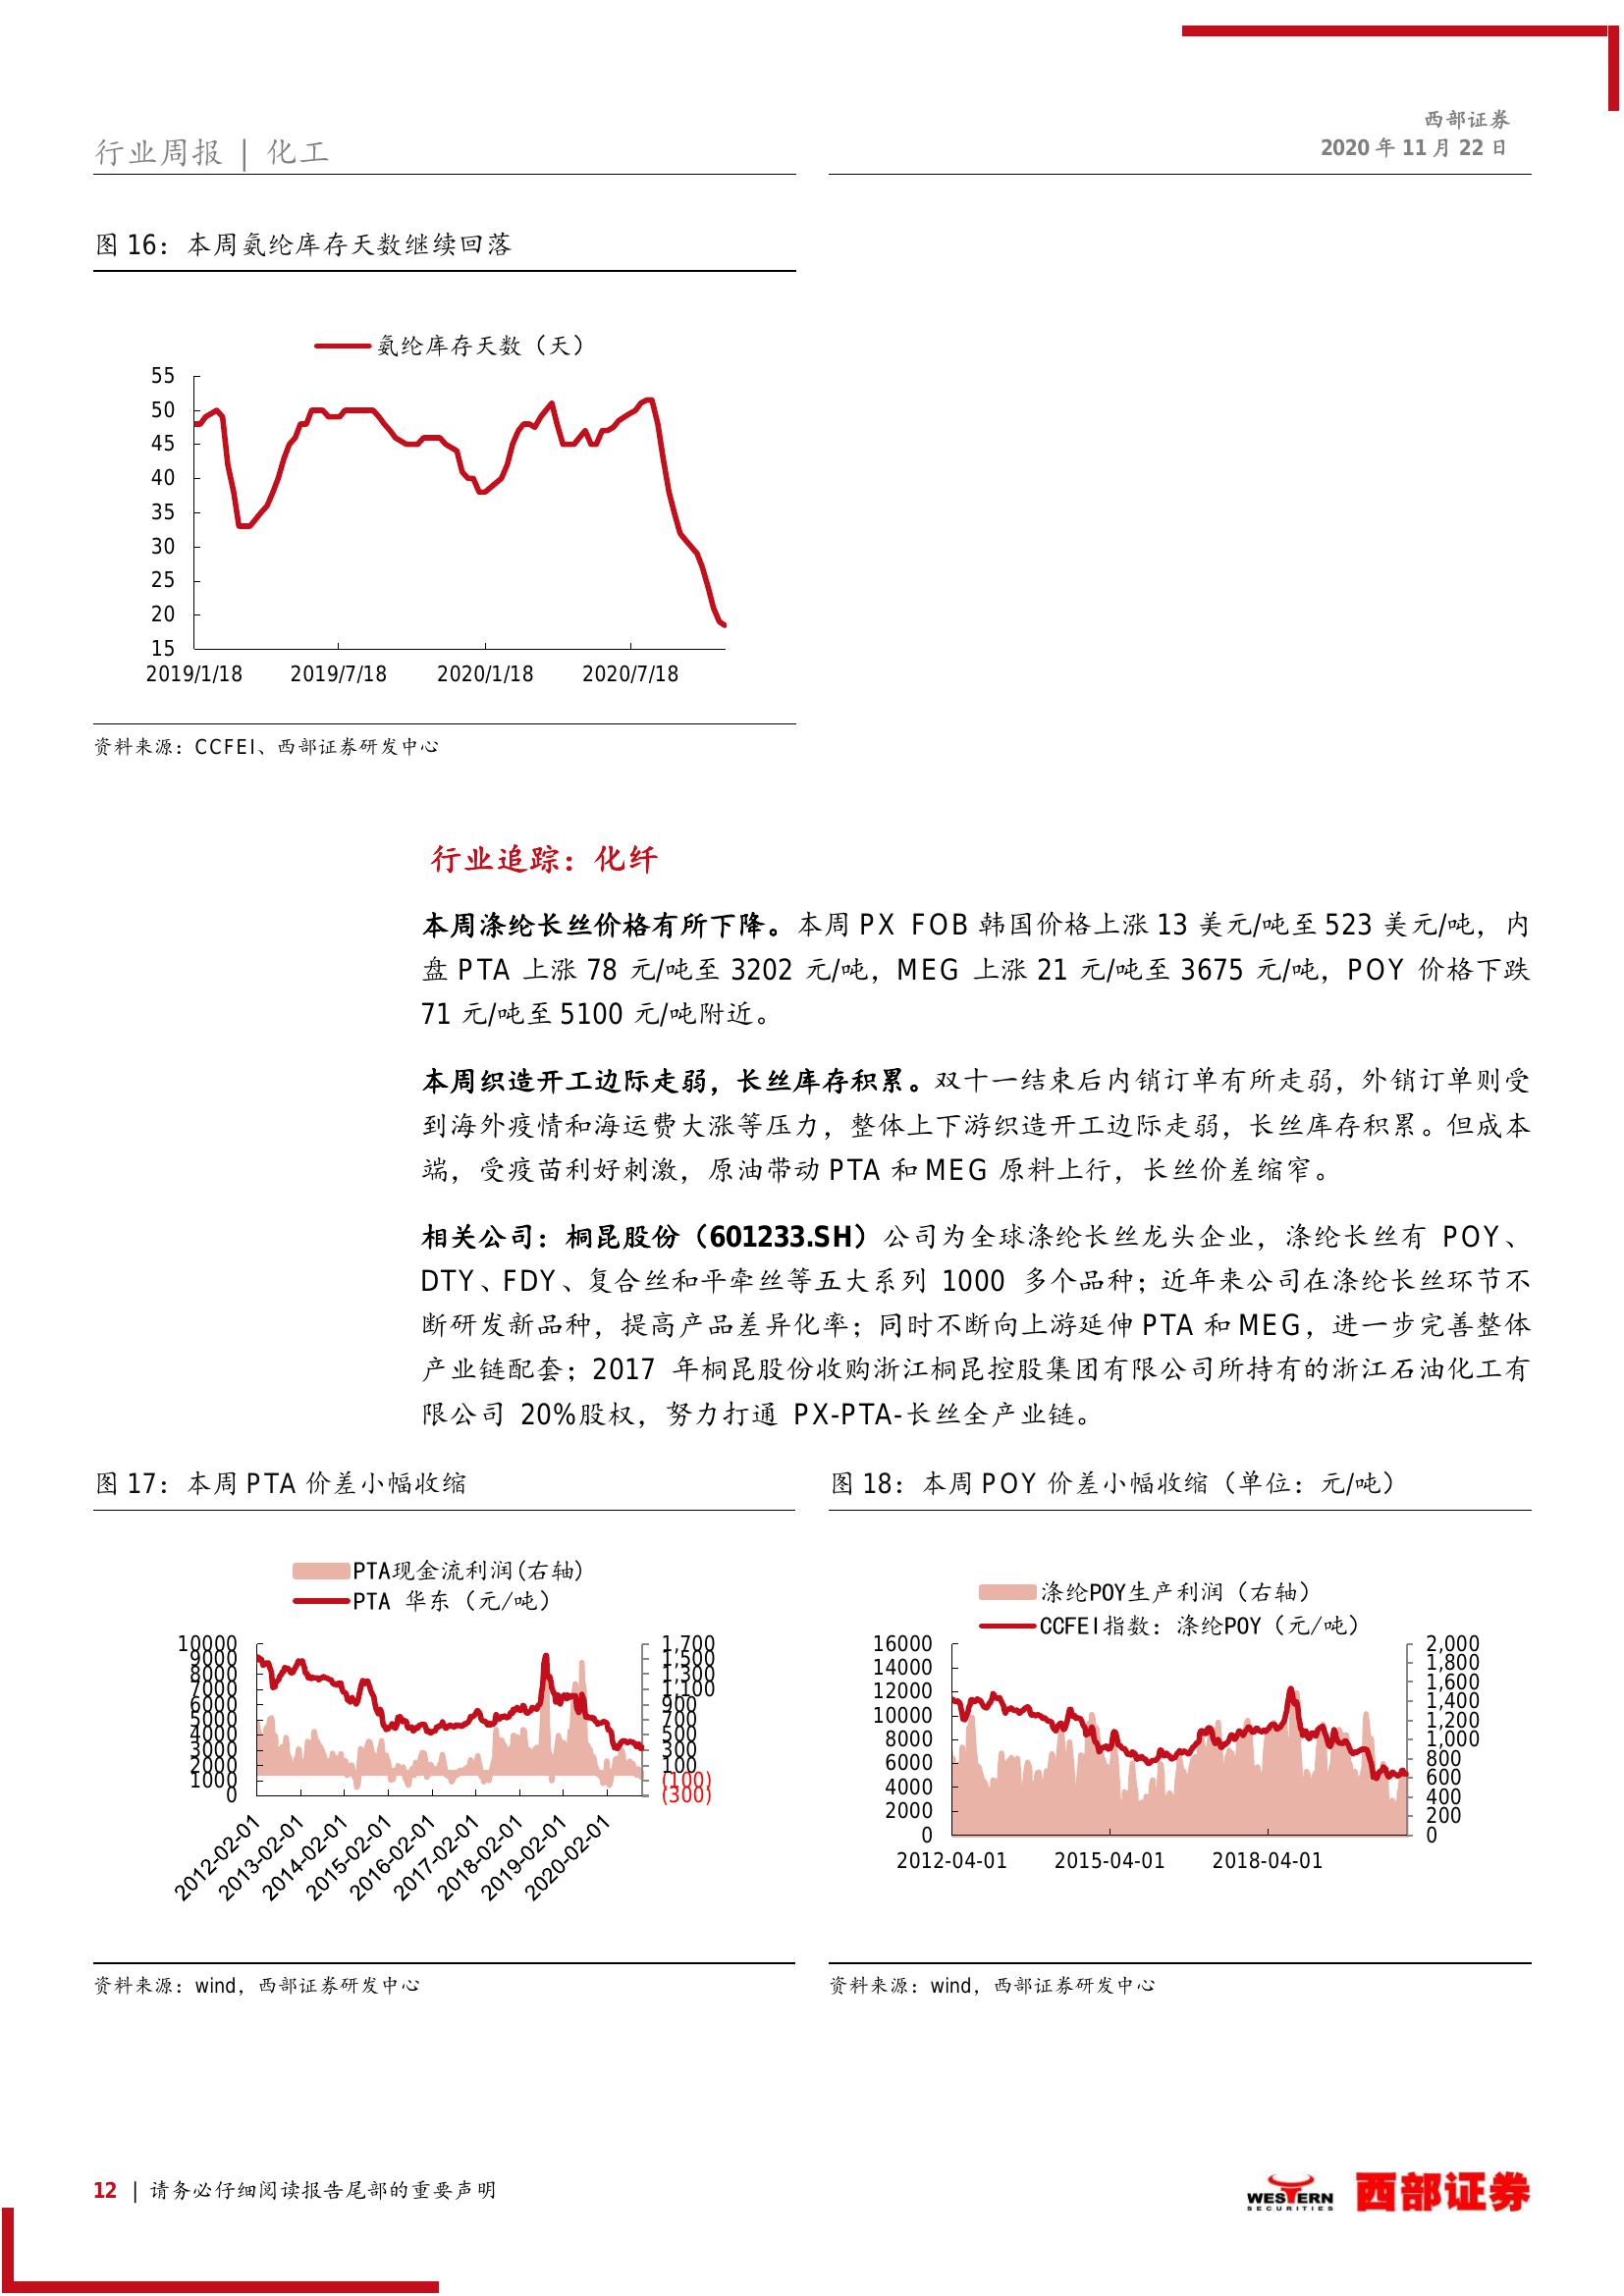 西部证券
2020 年 11 月 22 日
行业周报 | 化工
图 16：本周氨纶库存天数继续回落
氨纶库存天数（天）
55
50
45
40
35
30
25
20
15
2019/1/18 2019/7/18 2020/1/18 2020/7/18
资料来源：CCFEI、西部证券研发中心
行业追踪：化纤
本周涤纶长丝价格有所下降。本周 PX FOB 韩国价格上涨 13 美元/吨至 523 美元/吨，内
盘 PTA 上涨 78 元/吨至 3202 元/吨，MEG 上涨 21 元/吨至 3675 元/吨，POY 价格下跌
71 元/吨至 5100 元/吨附近。
本周织造开工边际走弱，长丝库存积累。双十一结束后内销订单有所走弱，外销订单则受
到海外疫情和海运费大涨等压力，整体上下游织造开工边际走弱，长丝库存积累。但成本
端，受疫苗利好刺激，原油带动 PTA 和 MEG 原料上行，长丝价差缩窄。
相关公司：桐昆股份（601233.SH）公司为全球涤纶长丝龙头企业，涤纶长丝有 POY、
DTY、FDY、复合丝和平牵丝等五大系列 1000 多个品种；近年来公司在涤纶长丝环节不
断研发新品种，提高产品差异化率；同时不断向上游延伸 PTA 和 MEG，进一步完善整体
产业链配套；2017 年桐昆股份收购浙江桐昆控股集团有限公司所持有的浙江石油化工有
限公司 20%股权，努力打通 PX-PTA-长丝全产业链。
图 17：本周 PTA 价差小幅收缩
PTA现金流利润(右轴)
PTA 华东（元/吨）
10000
9000
8000
7000
6000
5000
4000
3000
2000
1000
0
1,700
1,500
1,300
1,100
900
700
500
300
100
(100)
(300)
2012-02-01 2013-02-01 2014-02-01 2015-02-01 2016-02-01 2017-02-01 2018-02-01 2019-02-01 2020-02-01
资料来源：wind，西部证券研发中心
图 18：本周 POY 价差小幅收缩（单位：元/吨）
涤纶POY生产利润（右轴）
CCFEI指数：涤纶POY（元/吨）
16000
14000
12000
10000
8000
6000
4000
2000
0
2,000
1,800
1,600
1,400
1,200
1,000
800
600
400
200
0
2012-04-01 2015-04-01 2018-04-01
资料来源：wind，西部证券研发中心
12 | 请务必仔细阅读报告尾部的重要声明
WESTERN
SECURITIES
西部证券